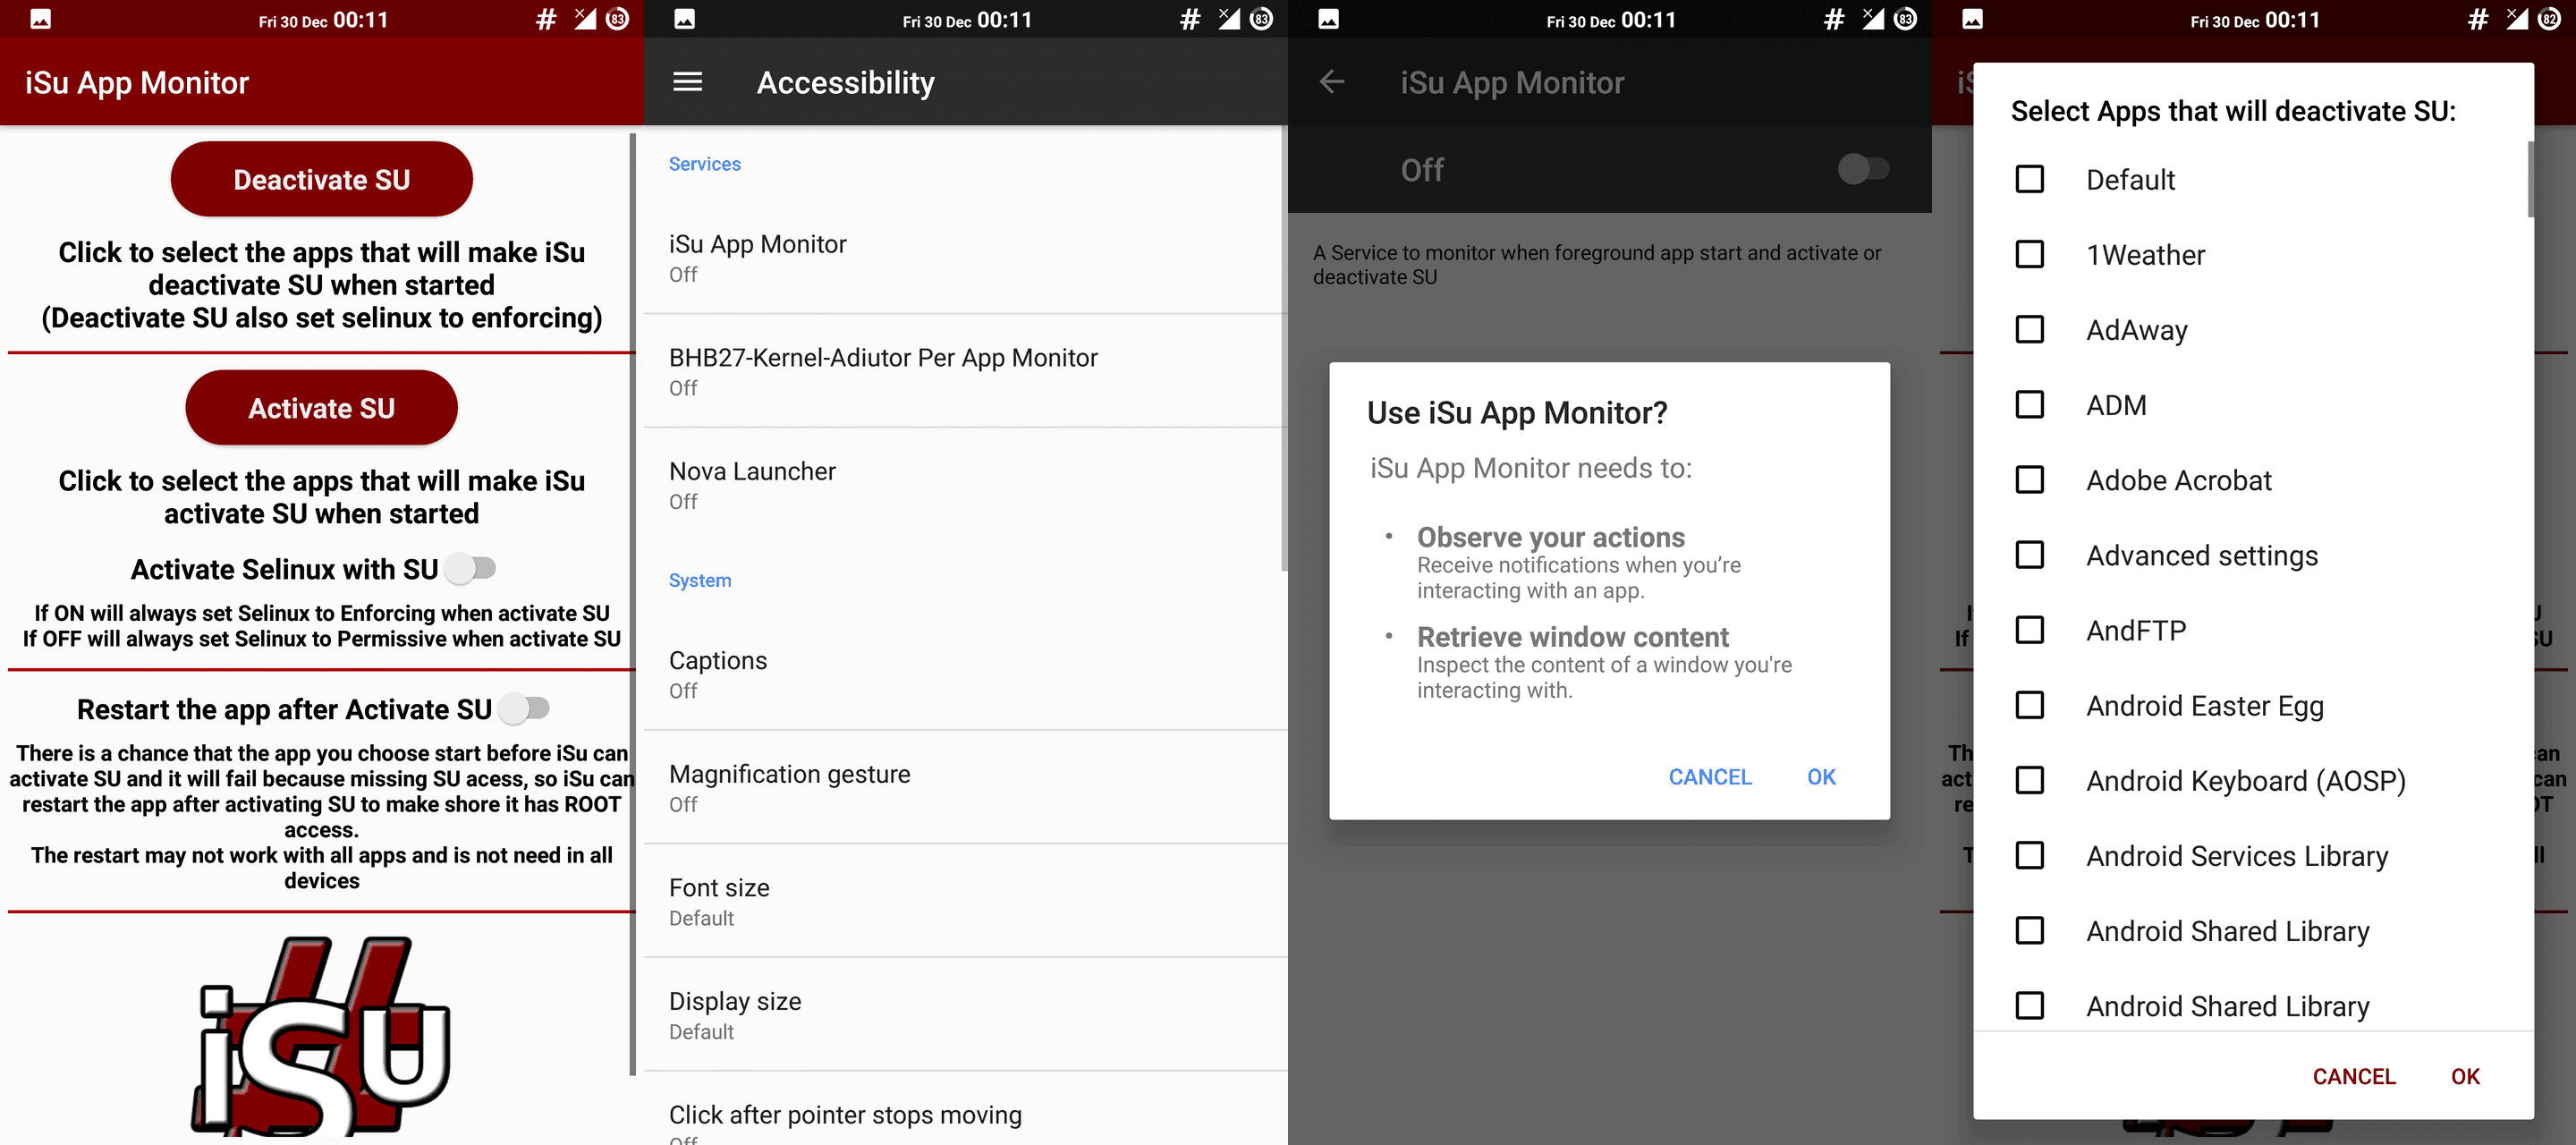 Fri 30 Dec 00:11
#
83
iSu App Monitor
Deactivate SU
Click to select the apps that will make iSu
deactivate SU when started
(Deactivate SU also set selinux to enforcing)
Activate SU
Click to select the apps that will make iSu
activate SU when started
Activate Selinux with SU
If ON will always set Selinux to Enforcing when activate SU
If OFF will always set Selinux to Permissive when activate SU
Restart the app after Activate SU
There is a chance that the app you choose start before iSu can
activate SU and it will fail because missing SU acess, so iSu can
restart the app after activating SU to make shore it has ROOT
access.
The restart may not work with all apps and is not need in all
devices
#
iSU
Fri 30 Dec 00:11
#
83
Accessibility
Services
iSu App Monitor
Off
BHB27-Kernel-Adiutor Per App Monitor
Off
Nova Launcher
Off
System
Captions
Off
Magnification gesture
Off
Font size
Default
Display size
Default
Click after pointer stops moving
Off
Fri 30 Dec 00:11
#
83
iSu App Monitor
Off
A Service to monitor when foreground app start and activate or
deactivate SU
Use iSu App Monitor?
iSu App Monitor needs to:
• Observe your actions
Receive notifications when you're
interacting with an app.
• Retrieve window content
Inspect the content of a window you're
interacting with.
CANCEL OK
Fri 30 Dec 00:11
#
82
Select Apps that will deactivate SU:
Default
1Weather
AdAway
ADM
Adobe Acrobat
Advanced settings
AndFTP
Android Easter Egg
Android Keyboard (AOSP)
Android Services Library
Android Shared Library
Android Shared Library
CANCEL OK